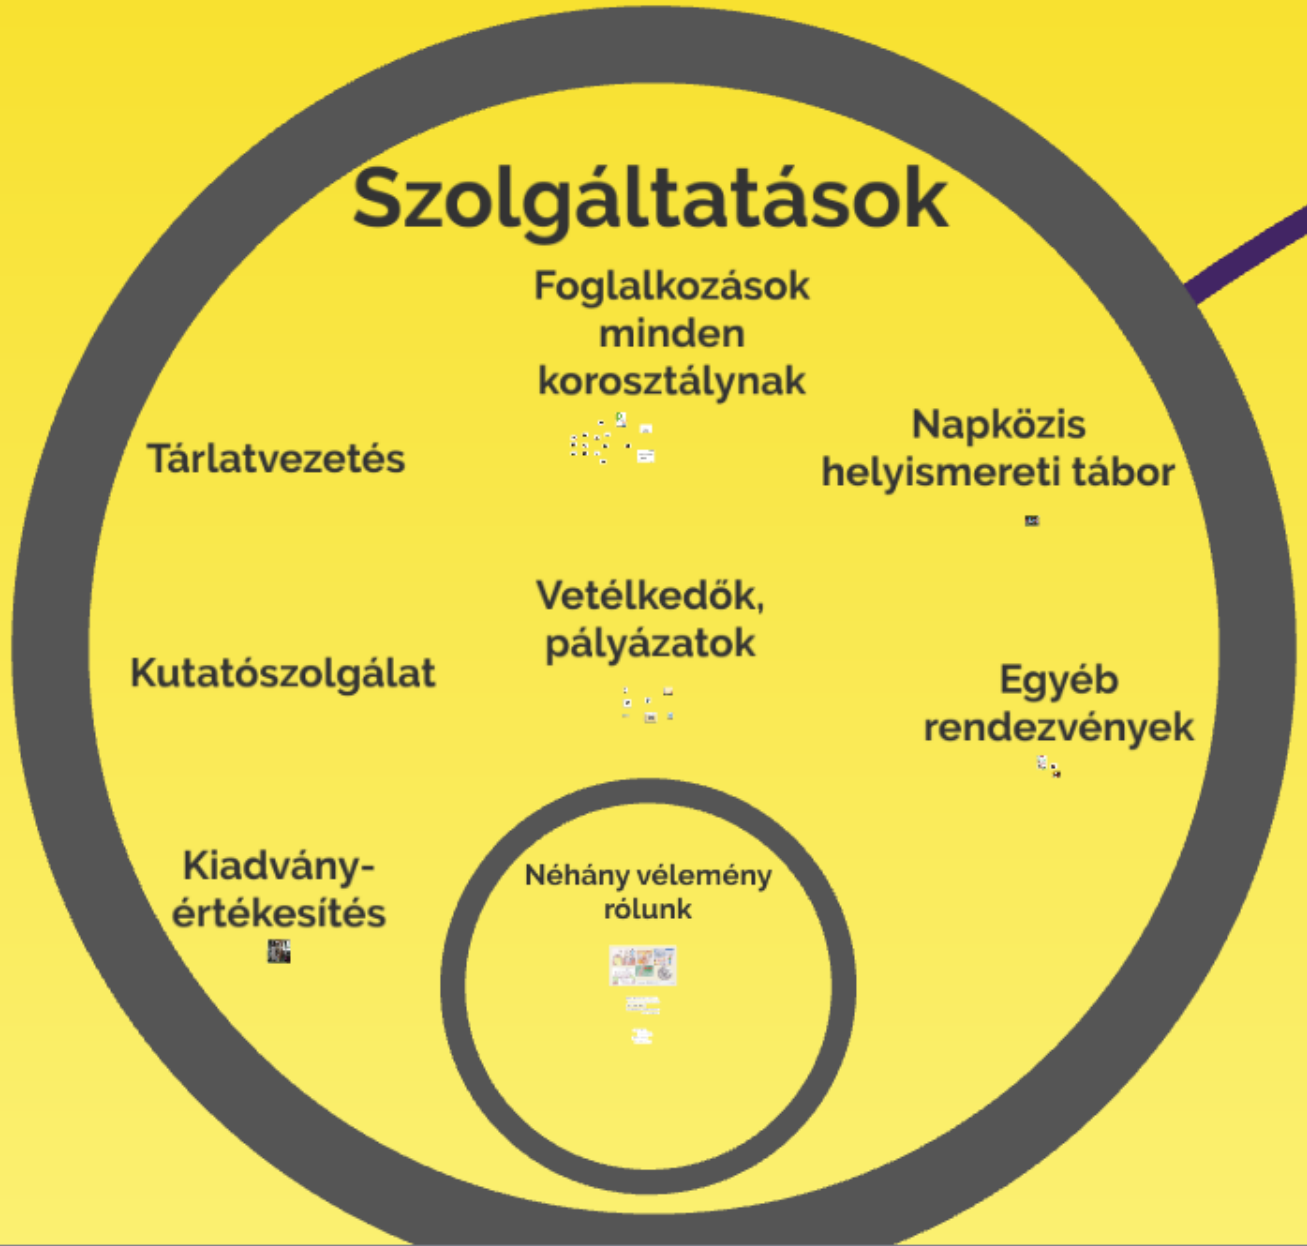 Szolgáltatások
Foglalkozások
minden
korosztálynak
Tárlatvezetés
Napközis
helyismereti tábor
Vetélkedők,
pályázatok
Kutatószolgálat
Egyéb
rendezvények
Kiadvány-
értékesítés
Néhány vélemény
rólunk